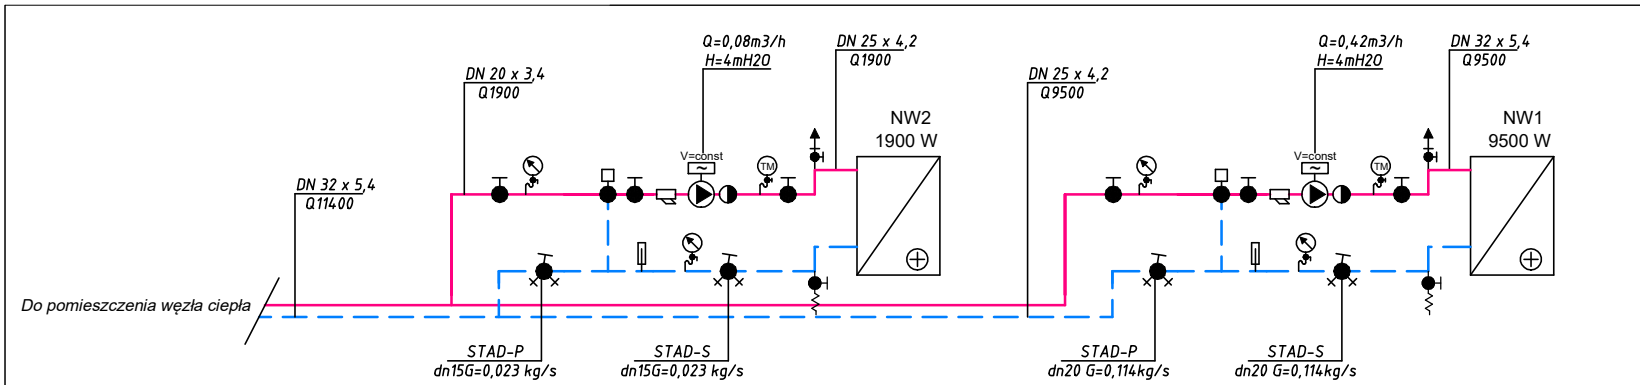 Q=0,08m3/h
H=4mH2O
DN 25 x 4,2
Q1900
DN 20 x 3,4
Q1900
NW2
1900 W
V=const
~
TM
DN 32 x 5,4
Q11400
Do pomieszczenia węzła ciepła
STAD-P
dn15G=0,023 kg/s
STAD-S
dn15G=0,023 kg/s
DN 25 x 4,2
Q9500
Q=0,42m3/h
H=4mH2O
DN 32 x 5,4
Q9500
NW1
9500 W
V=const
~
TM
STAD-P
dn20 G=0,114kg/s
STAD-S
dn20 G=0,114kg/s